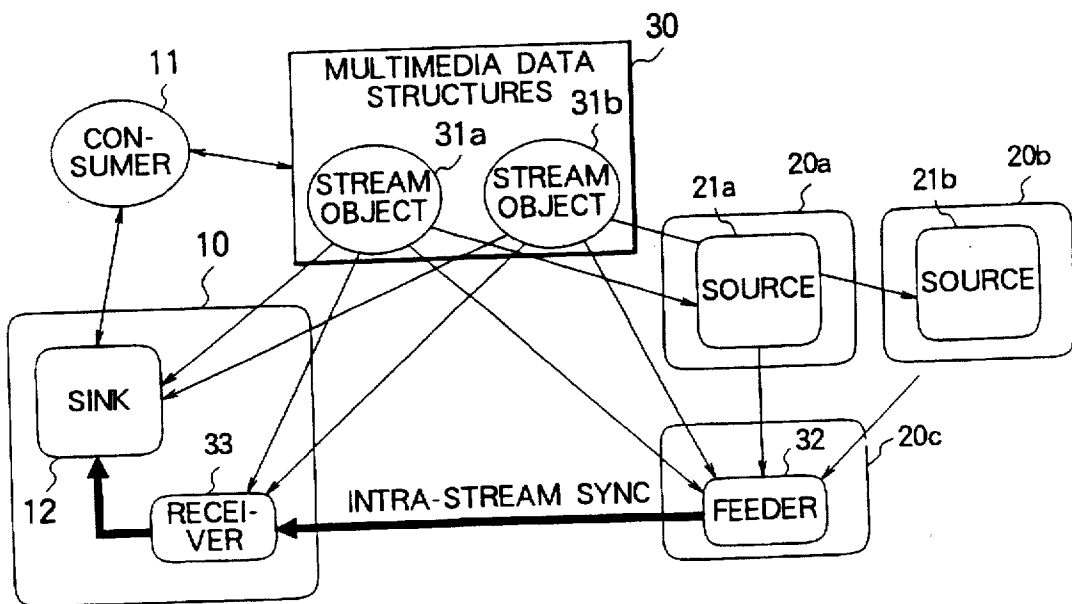 30
11
MULTIMEDIA DATA
STRUCTURES
31b
31a
CON-
SUMER
STREAM
OBJECT
STREAM
OBJECT
20a
20b
21a
21b
10
SOURCE
SOURCE
SINK
33
32
20c
12
RECEI-
VER
INTRA-STREAM SYNC
FEEDER